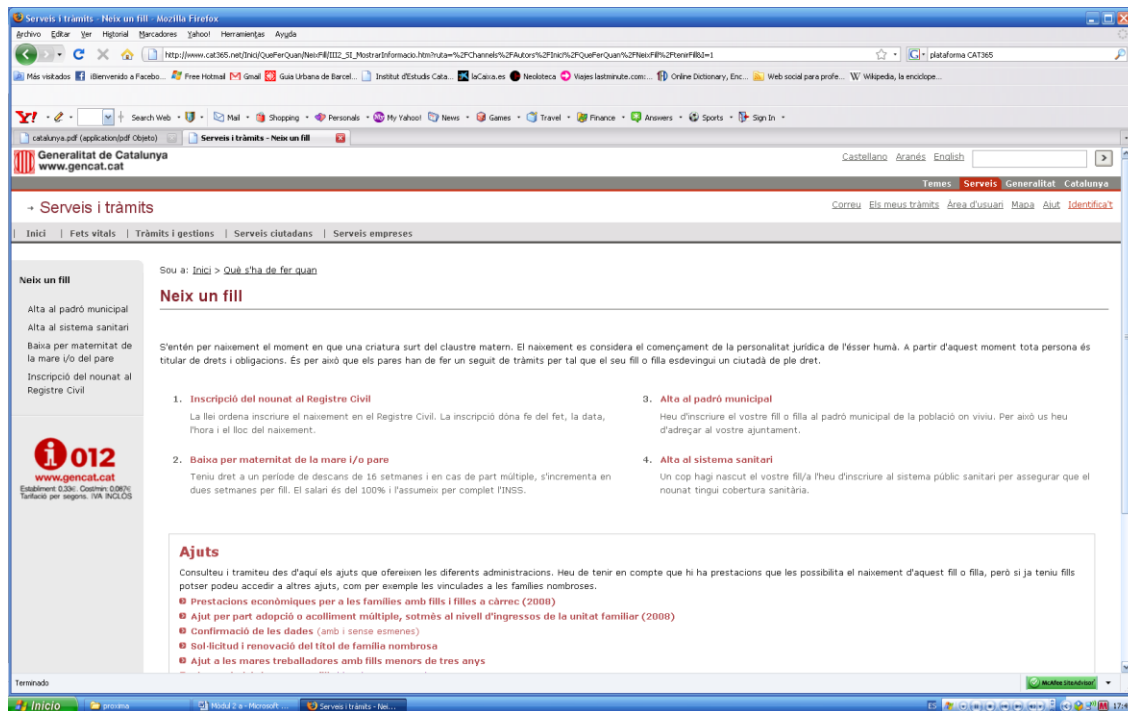 Serveis i tràmits - Neix un fill - Mozilla Firefox
Archivo Editar Ver Historial Marcadores Yahoo! Herramientas Ayuda
plataforma CAT365
Más visitados iBienvenido a Facebo... Free Hotmail Gmail Guia Urbana de Barcel... Institut d'Estudis Cata... laCaixa.es Neoloteca Viajes lastminute.com:... Online Dictionary, Enc... Web social para profe... Wikipedia, la enciclope...
Search Web Mail Shopping Personals My Yahoo! News Games Travel Finance Answers Sports Sign In
catalunya.pdf (application/pdf Objeto) Serveis i tràmits - Neix un fill
Generalitat de Catalunya
www.gencat.cat
Castellano Aranés English
Temes Serveis Generalitat Catalunya
Serveis i tràmits
Correu Els meus tràmits Àrea d'usuari Mapa Ajut Identifica't
Inici | Fets vitals | Tràmits i gestions | Serveis ciutadans | Serveis empreses
Neix un fill
Alta al padró municipal
Alta al sistema sanitari
Baixa per maternitat de
la mare i/o del pare
Inscripció del nounat al
Registre Civil
012
www.gencat.cat
Establiment 0,33€. Cost/min: 0,087€
Tarifació per segons. IVA INCLÒS
Sou a: Inici > Què s'ha de fer quan
Neix un fill
S'entén per naixement el moment en que una criatura surt del claustre matern. El naixement es considera el començament de la personalitat jurídica de l'ésser humà. A partir d'aquest moment tota persona és
titular de drets i obligacions. És per això que els pares han de fer un seguit de tràmits per tal que el seu fill o filla esdevingui un ciutadà de ple dret.
1. Inscripció del nounat al Registre Civil
La llei ordena inscriure el naixement en el Registre Civil. La inscripció dóna fe del fet, la data,
l'hora i el lloc del naixement.
2. Baixa per maternitat de la mare i/o pare
Teniu dret a un període de descans de 16 setmanes i en cas de part múltiple, s'incrementa en
dues setmanes per fill. El salari és del 100% i l'assumeix per complet l'INSS.
3. Alta al padró municipal
Heu d'inscriure el vostre fill o filla al padró municipal de la població on viviu. Per això us heu
d'adreçar al vostre ajuntament.
4. Alta al sistema sanitari
Un cop hagi nascut el vostre fill/a l'heu d'inscriure al sistema públic sanitari per assegurar que el
nounat tingui cobertura sanitària.
Ajuts
Consulteu i tramiteu des d'aquí els ajuts que ofereixen les diferents administracions. Heu de tenir en compte que hi ha prestacions que les possibilita el naixement d'aquest fill o filla, però si ja teniu fills
potser podeu accedir a altres ajuts, com per exemple les vinculades a les famílies nombroses.
Prestacions econòmiques per a les famílies amb fills i filles a càrrec (2008)
Ajut per part adopció o acolliment múltiple, sotmès al nivell d'ingressos de la unitat familiar (2008)
Confirmació de les dades (amb i sense esmenes)
Sol·licitud i renovació del títol de família nombrosa
Ajut a les mares treballadores amb fills menors de tres anys
Terminado
McAfee SiteAdvisor
Inicio proxima Mòdul 2 a - Microsoft ... Serveis i tràmits - Nei...